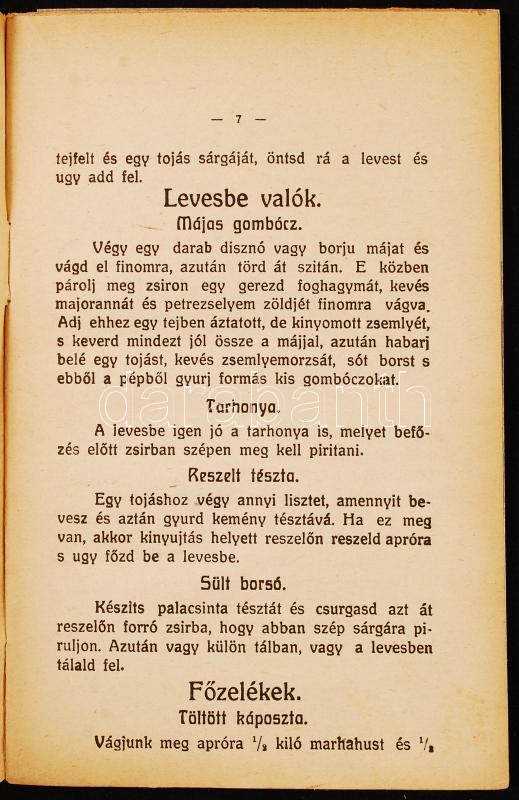 — 7 —
tejfelt és egy tojás sárgáját, öntsd rá a levest és
ugy add fel.
Levesbe valók.
Májas gombócz.
Végy egy darab disznó vagy borju májat és
vágd el finomra, azután törd át szitán. E közben
párolj meg zsiron egy gerezd foghagymát, kevés
majorannát és petrezselyem zöldjét finomra vágva.
Adj ehhez egy tejben áztatott, de kinyomott zsemlyét,
s keverd mindezt jól össze a májjal, azután habarj
belé egy tojást, kevés zsemlyemorzsát, sót borst s
ebből a pépből gyurj formás kis gombóczokat.
darabanth
Tarhonya.
A levesbe igen jó a tarhonya is, melyet befő-
zés előtt zsirban szépen meg kell piritani.
Reszelt tészta.
Egy tojáshoz végy annyi lisztet, amennyit be-
vesz és aztán gyurd kemény tésztává. Ha ez meg
van, akkor kinyujtás helyett reszelőn reszeld apróra
s ugy főzd be a levesbe.
Sült borsó.
Készits palacsinta tésztát és csurgasd azt át
reszelőn forró zsirba, hogy abban szép sárgára pi-
ruljon. Azután vagy külön tálban, vagy a levesben
tálald fel.
Főzelékek.
Töltött káposzta.
Vágjunk meg apróra ½ kiló marhahust és ½